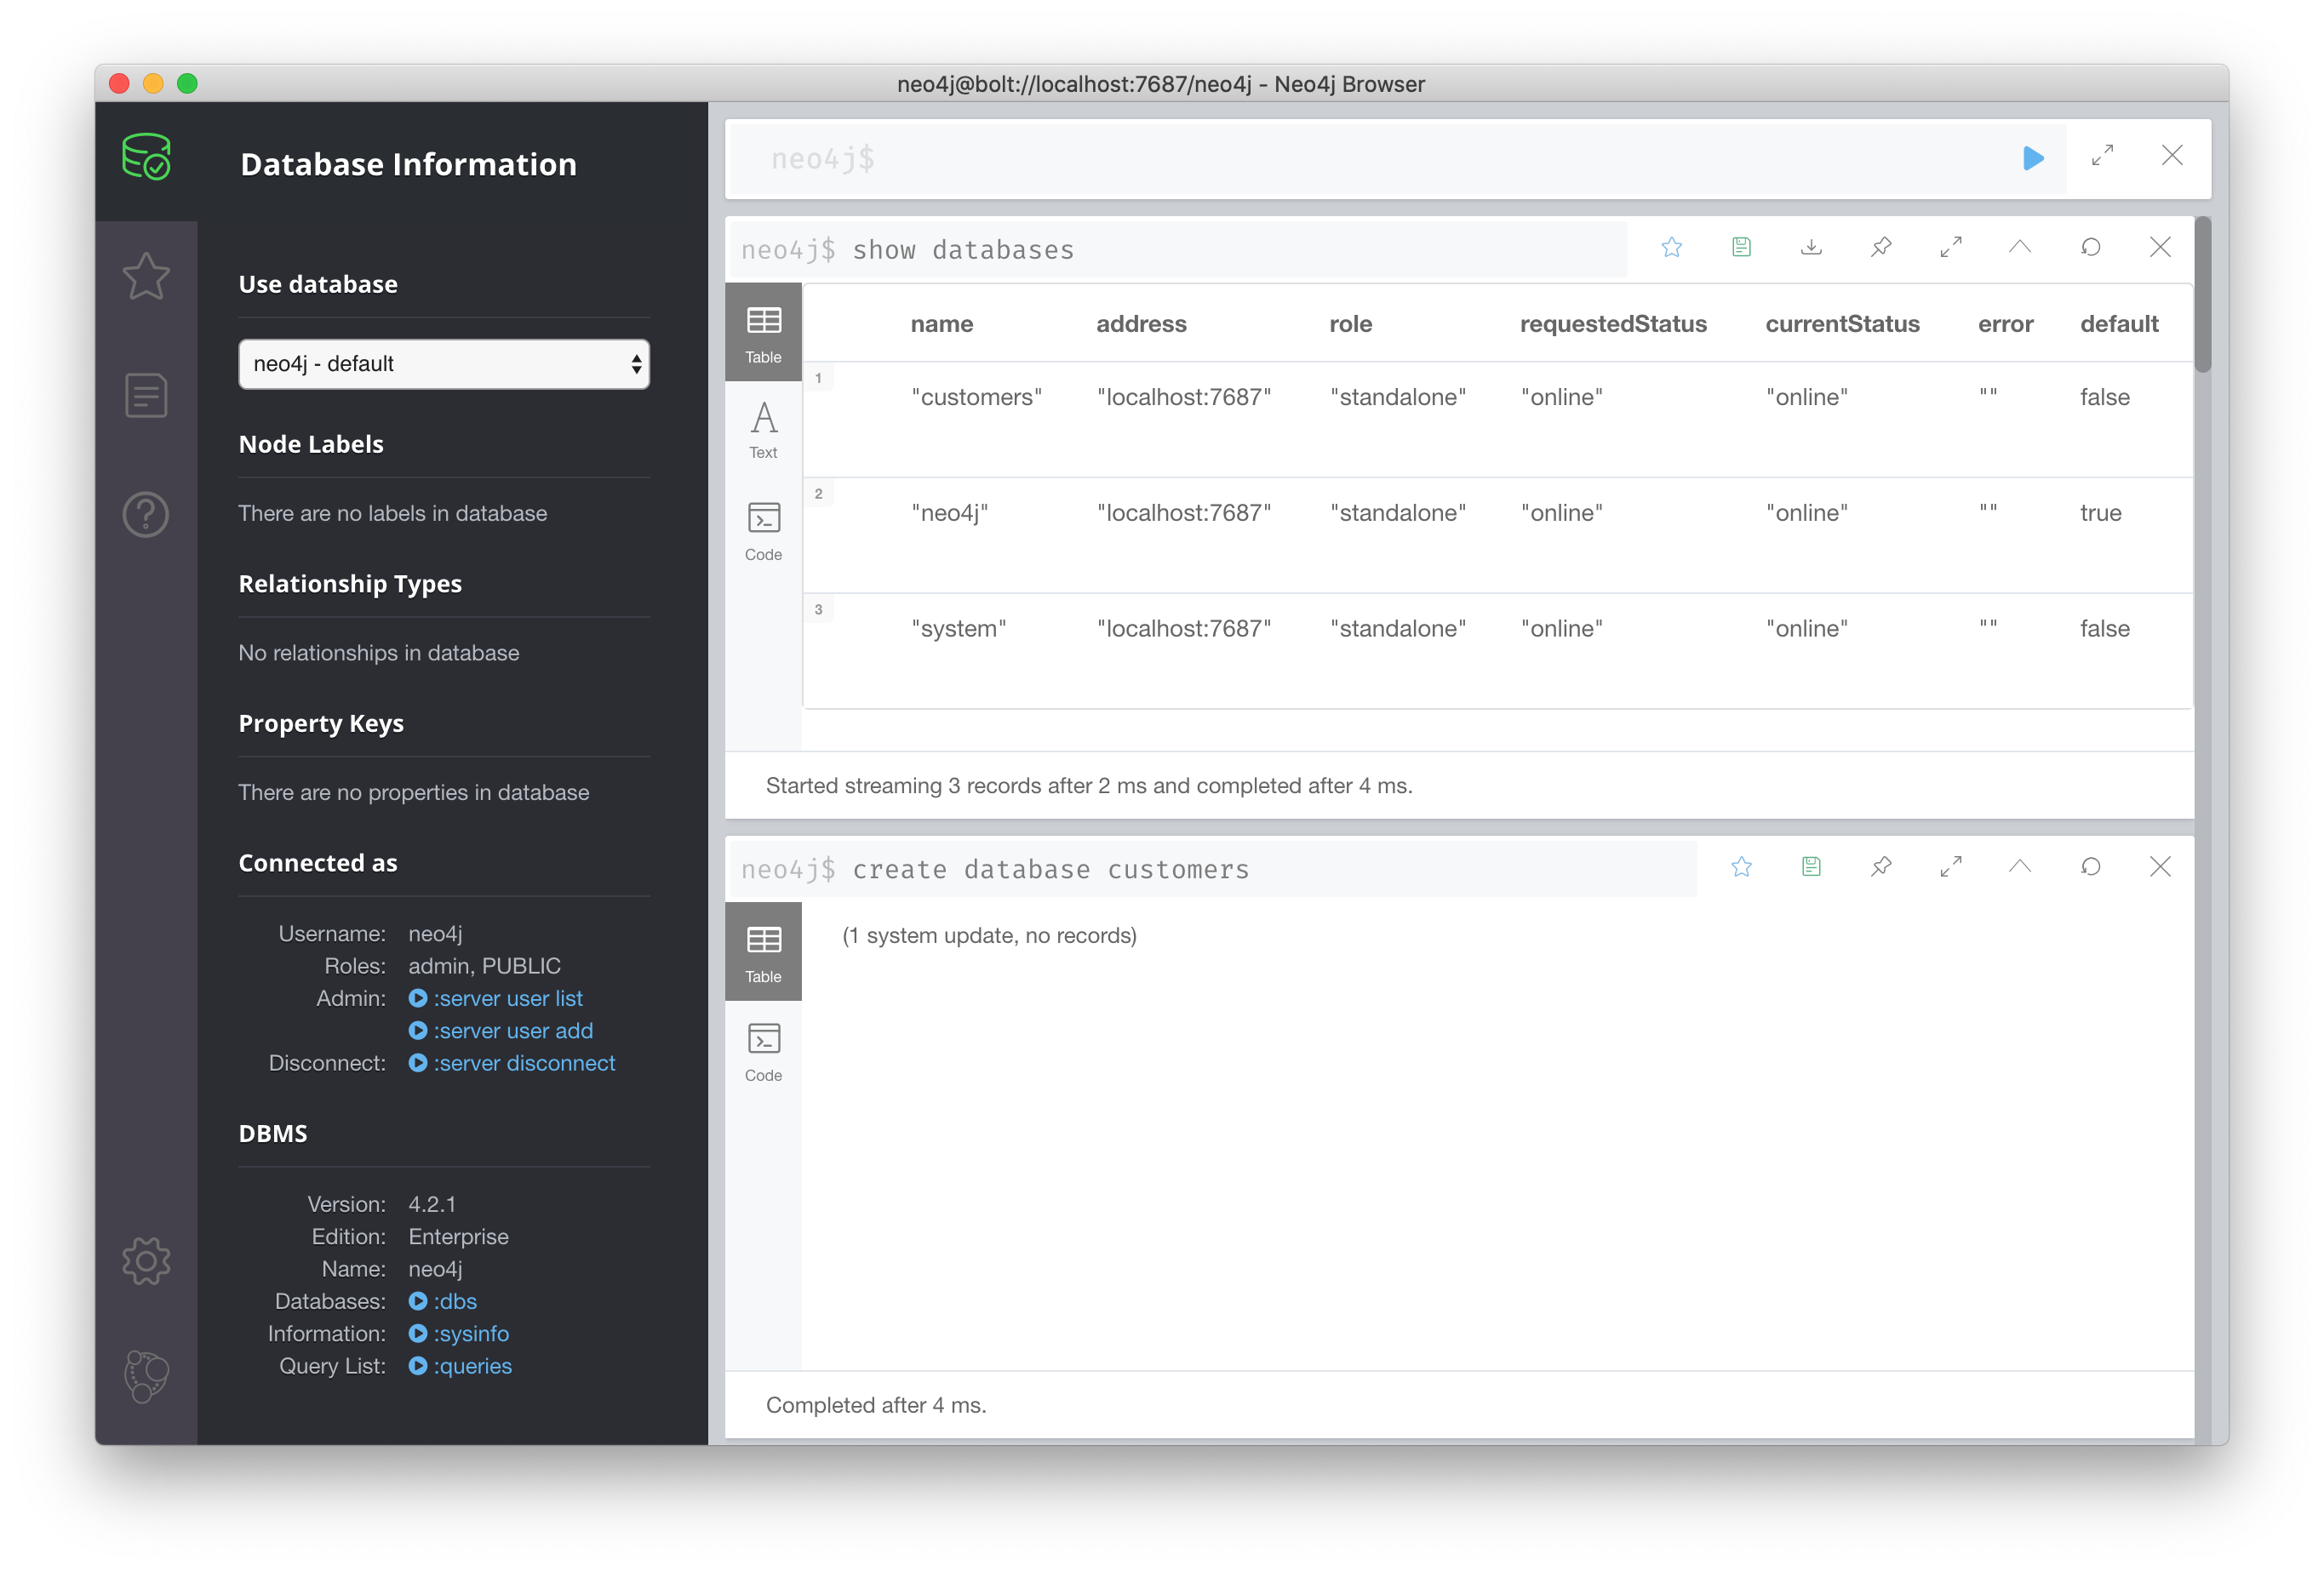 neo4j@bolt://localhost:7687/neo4j - Neo4j Browser
Database Information
Use database
neo4j - default
Node Labels
There are no labels in database
Relationship Types
No relationships in database
Property Keys
There are no properties in database
Connected as
Username: neo4j
Roles: admin, PUBLIC
Admin: :server user list
:server user add
Disconnect: :server disconnect
DBMS
Version: 4.2.1
Edition: Enterprise
Name: neo4j
Databases: :dbs
Information: :sysinfo
Query List: :queries
neo4j$
neo4j$ show databases
Table
Text
Code
name address role requestedStatus currentStatus error default
1 "customers" "localhost:7687" "standalone" "online" "online" "" false
2 "neo4j" "localhost:7687" "standalone" "online" "online" "" true
3 "system" "localhost:7687" "standalone" "online" "online" "" false
Started streaming 3 records after 2 ms and completed after 4 ms.
neo4j$ create database customers
Table
Code
(1 system update, no records)
Completed after 4 ms.